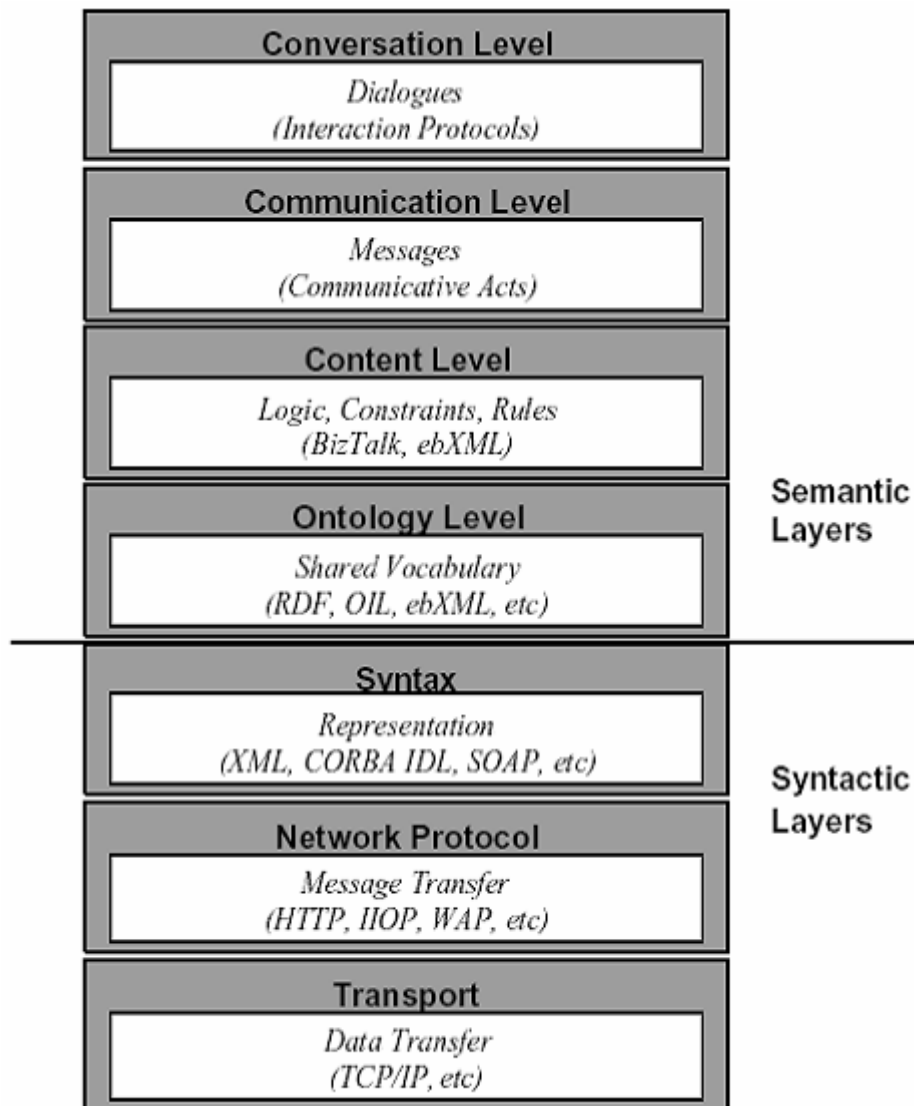 Conversation Level
Dialogues
(Interaction Protocols)
Communication Level
Messages
(Communicative Acts)
Content Level
Logic, Constraints, Rules
(BizTalk, ebXML)
Ontology Level
Shared Vocabulary
(RDF, OIL, ebXML, etc)
Semantic
Layers
Syntax
Representation
(XML, CORBA IDL, SOAP, etc)
Syntactic
Layers
Network Protocol
Message Transfer
(HTTP, IIOP, WAP, etc)
Transport
Data Transfer
(TCP/IP, etc)